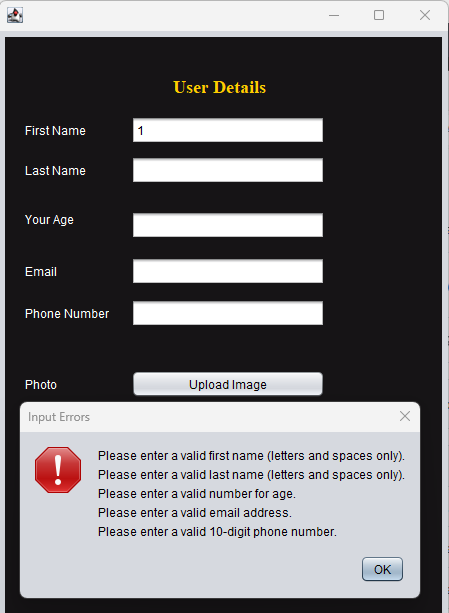 User Details
First Name 1
Last Name
Your Age
Email
Phone Number
Photo Upload Image
Input Errors
Please enter a valid first name (letters and spaces only).
Please enter a valid last name (letters and spaces only).
Please enter a valid number for age.
Please enter a valid email address.
Please enter a valid 10-digit phone number.
OK